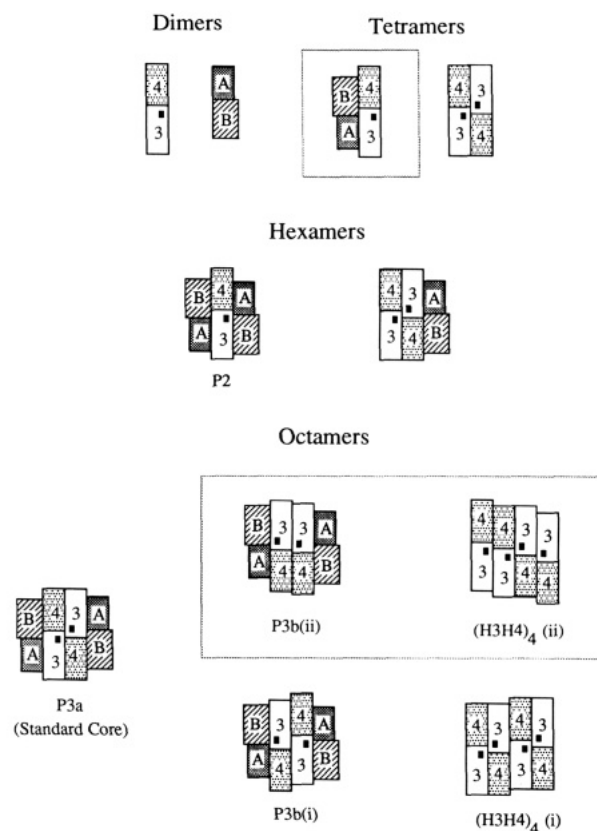 Dimers Tetramers
4 A B 4 4 3
3 B A 3 3 4
Hexamers
B 4 A 4 3 A
A 3 B 3 4 B
P2
Octamers
B 3 3 A 4 4 3 3
A 4 4 B 3 3 4 4
P3b(ii) (H3H4)4 (ii)
B 4 3 A
A 3 4 B
P3a
(Standard Core)
B 3 4 A 4 3 4 3
A 4 3 B 3 4 3 4
P3b(i) (H3H4)4 (i)